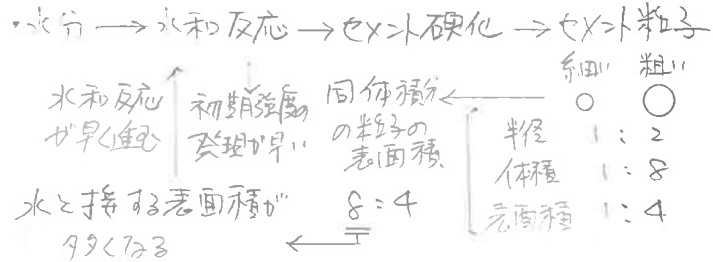 ・水分→水和反応→セメント硬化→セメント粒子
細い 粗い
水和反応
が早く進む
初期強度の
発現が早い
同体積分
の粒子の
表面積
半径 1:2
体積 1:8
表面積 1:4
水と接する表面積が
多くなる
8:4